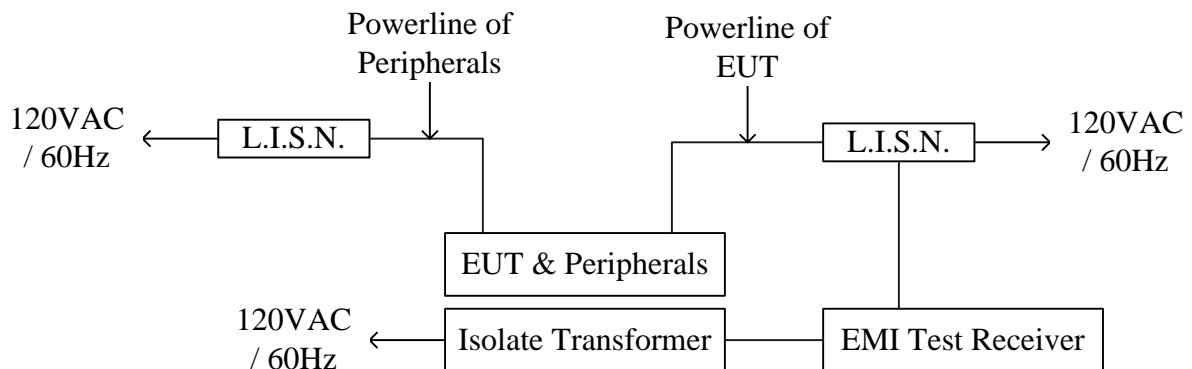 Powerline of
Peripherals
Powerline of
EUT
120VAC
/ 60Hz
L.I.S.N.
L.I.S.N.
120VAC
/ 60Hz
EUT & Peripherals
120VAC
/ 60Hz
Isolate Transformer
EMI Test Receiver